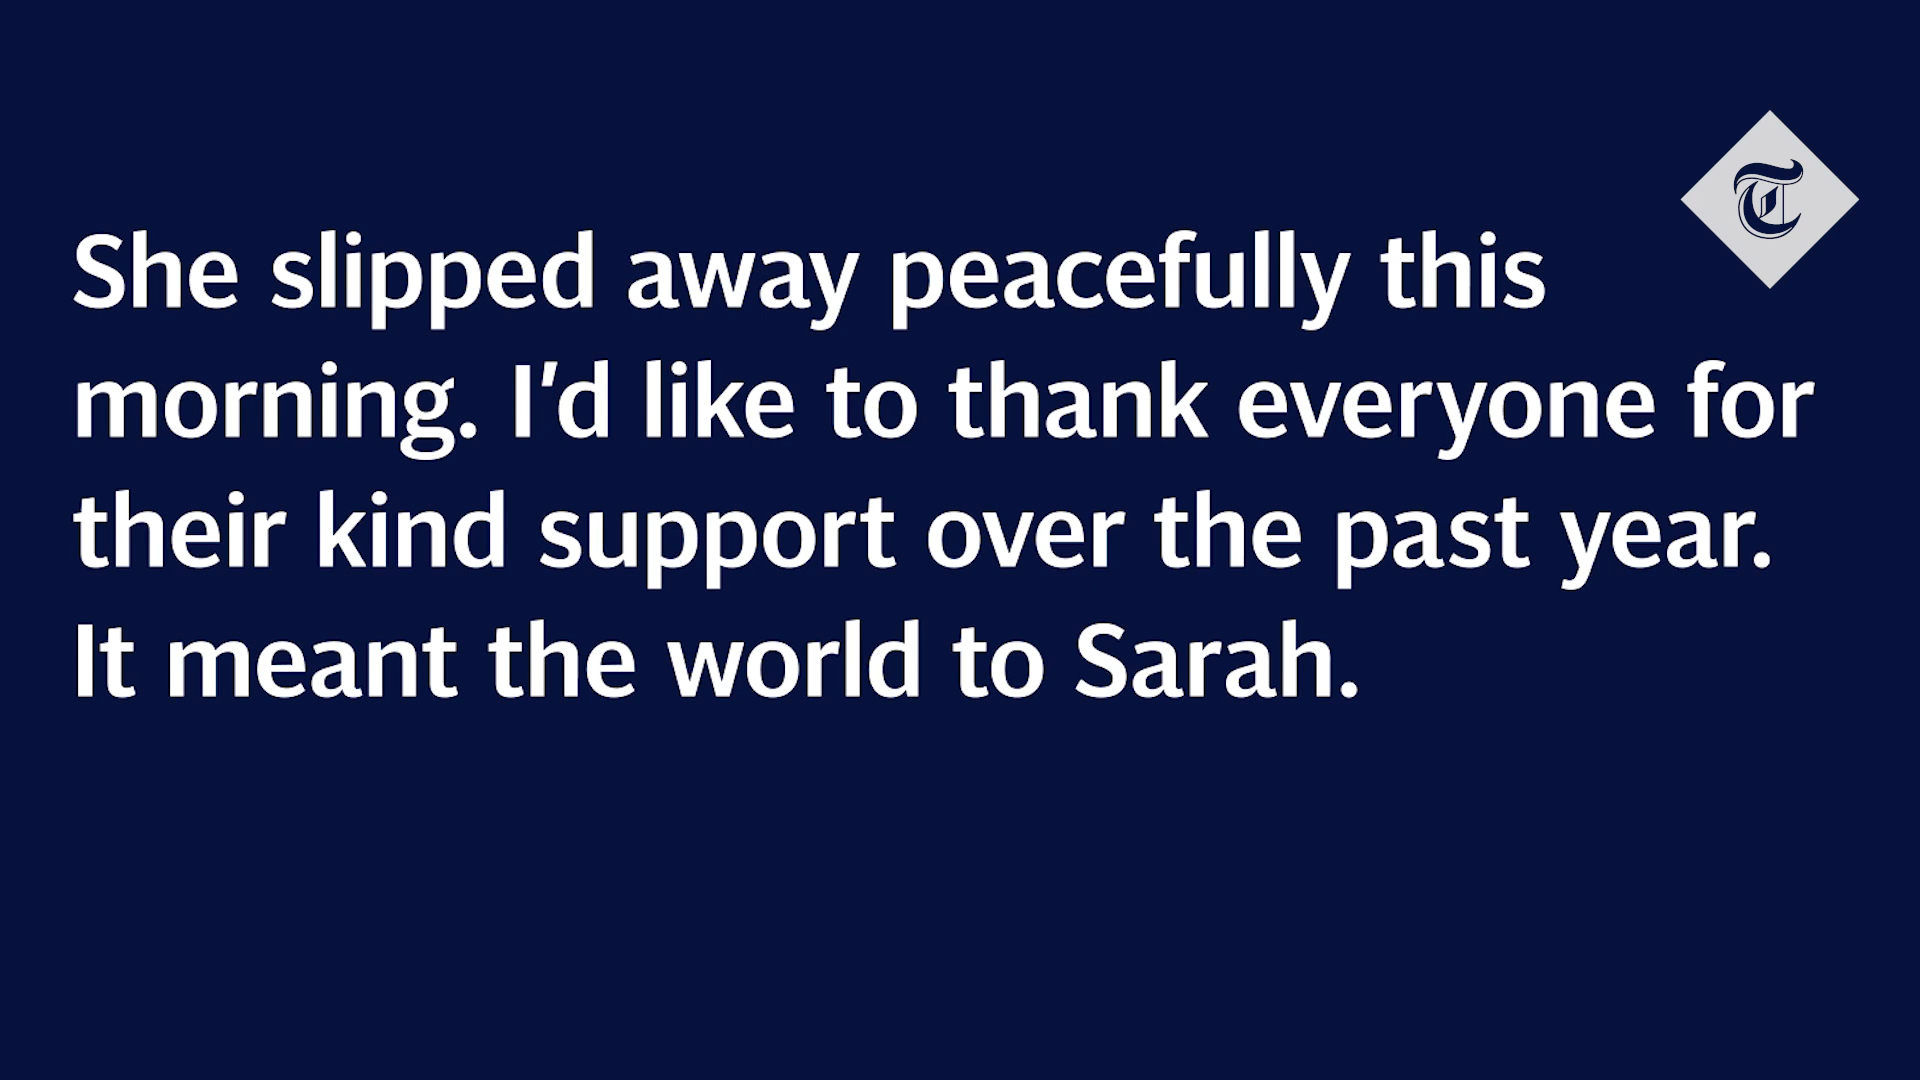 She slipped away peacefully this
morning. I'd like to thank everyone for
their kind support over the past year.
It meant the world to Sarah.
T